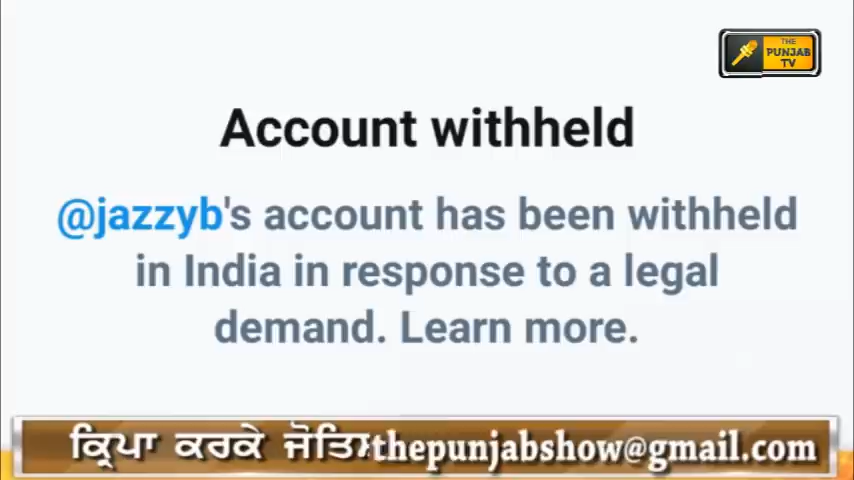 THE
PUNJAB
TV
Account withheld
@jazzyb's account has been withheld
in India in response to a legal
demand. Learn more.
ਕ੍ਰਿਪਾ ਕਰਕੇ thepunjabshow@gmail.com